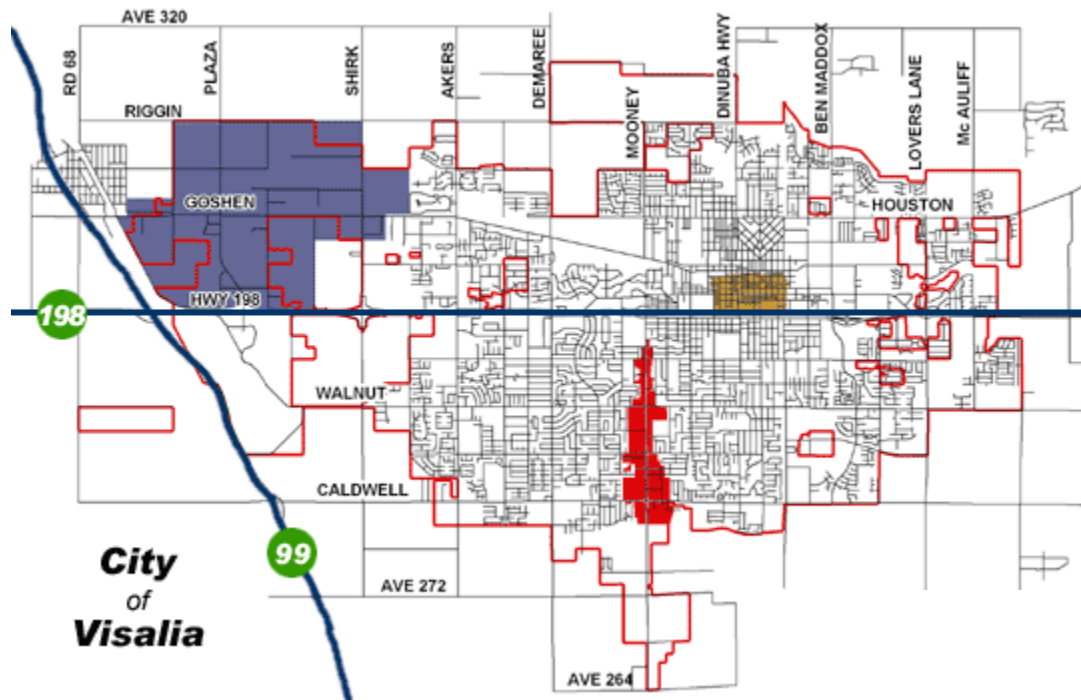 AVE 320
RD 68
PLAZA
SHIRK
AKERS
DEMAREE
MOONEY
DINUBA HWY
BEN MADDOX
LOVERS LANE
Mc AULIFF
RIGGIN
GOSHEN
HOUSTON
HWY 198
198
WALNUT
CALDWELL
99
City
of
Visalia
AVE 272
AVE 264